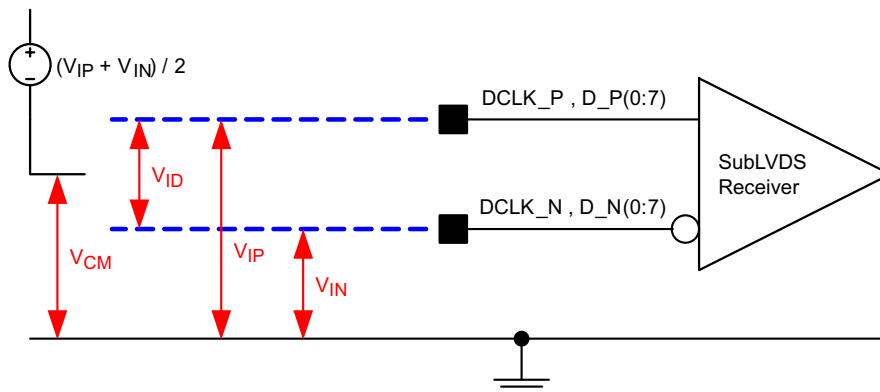 (VIP + VIN) / 2
DCLK_P , D_P(0:7)
SubLVDS
Receiver
VID
DCLK_N , D_N(0:7)
VCM
VIP
VIN